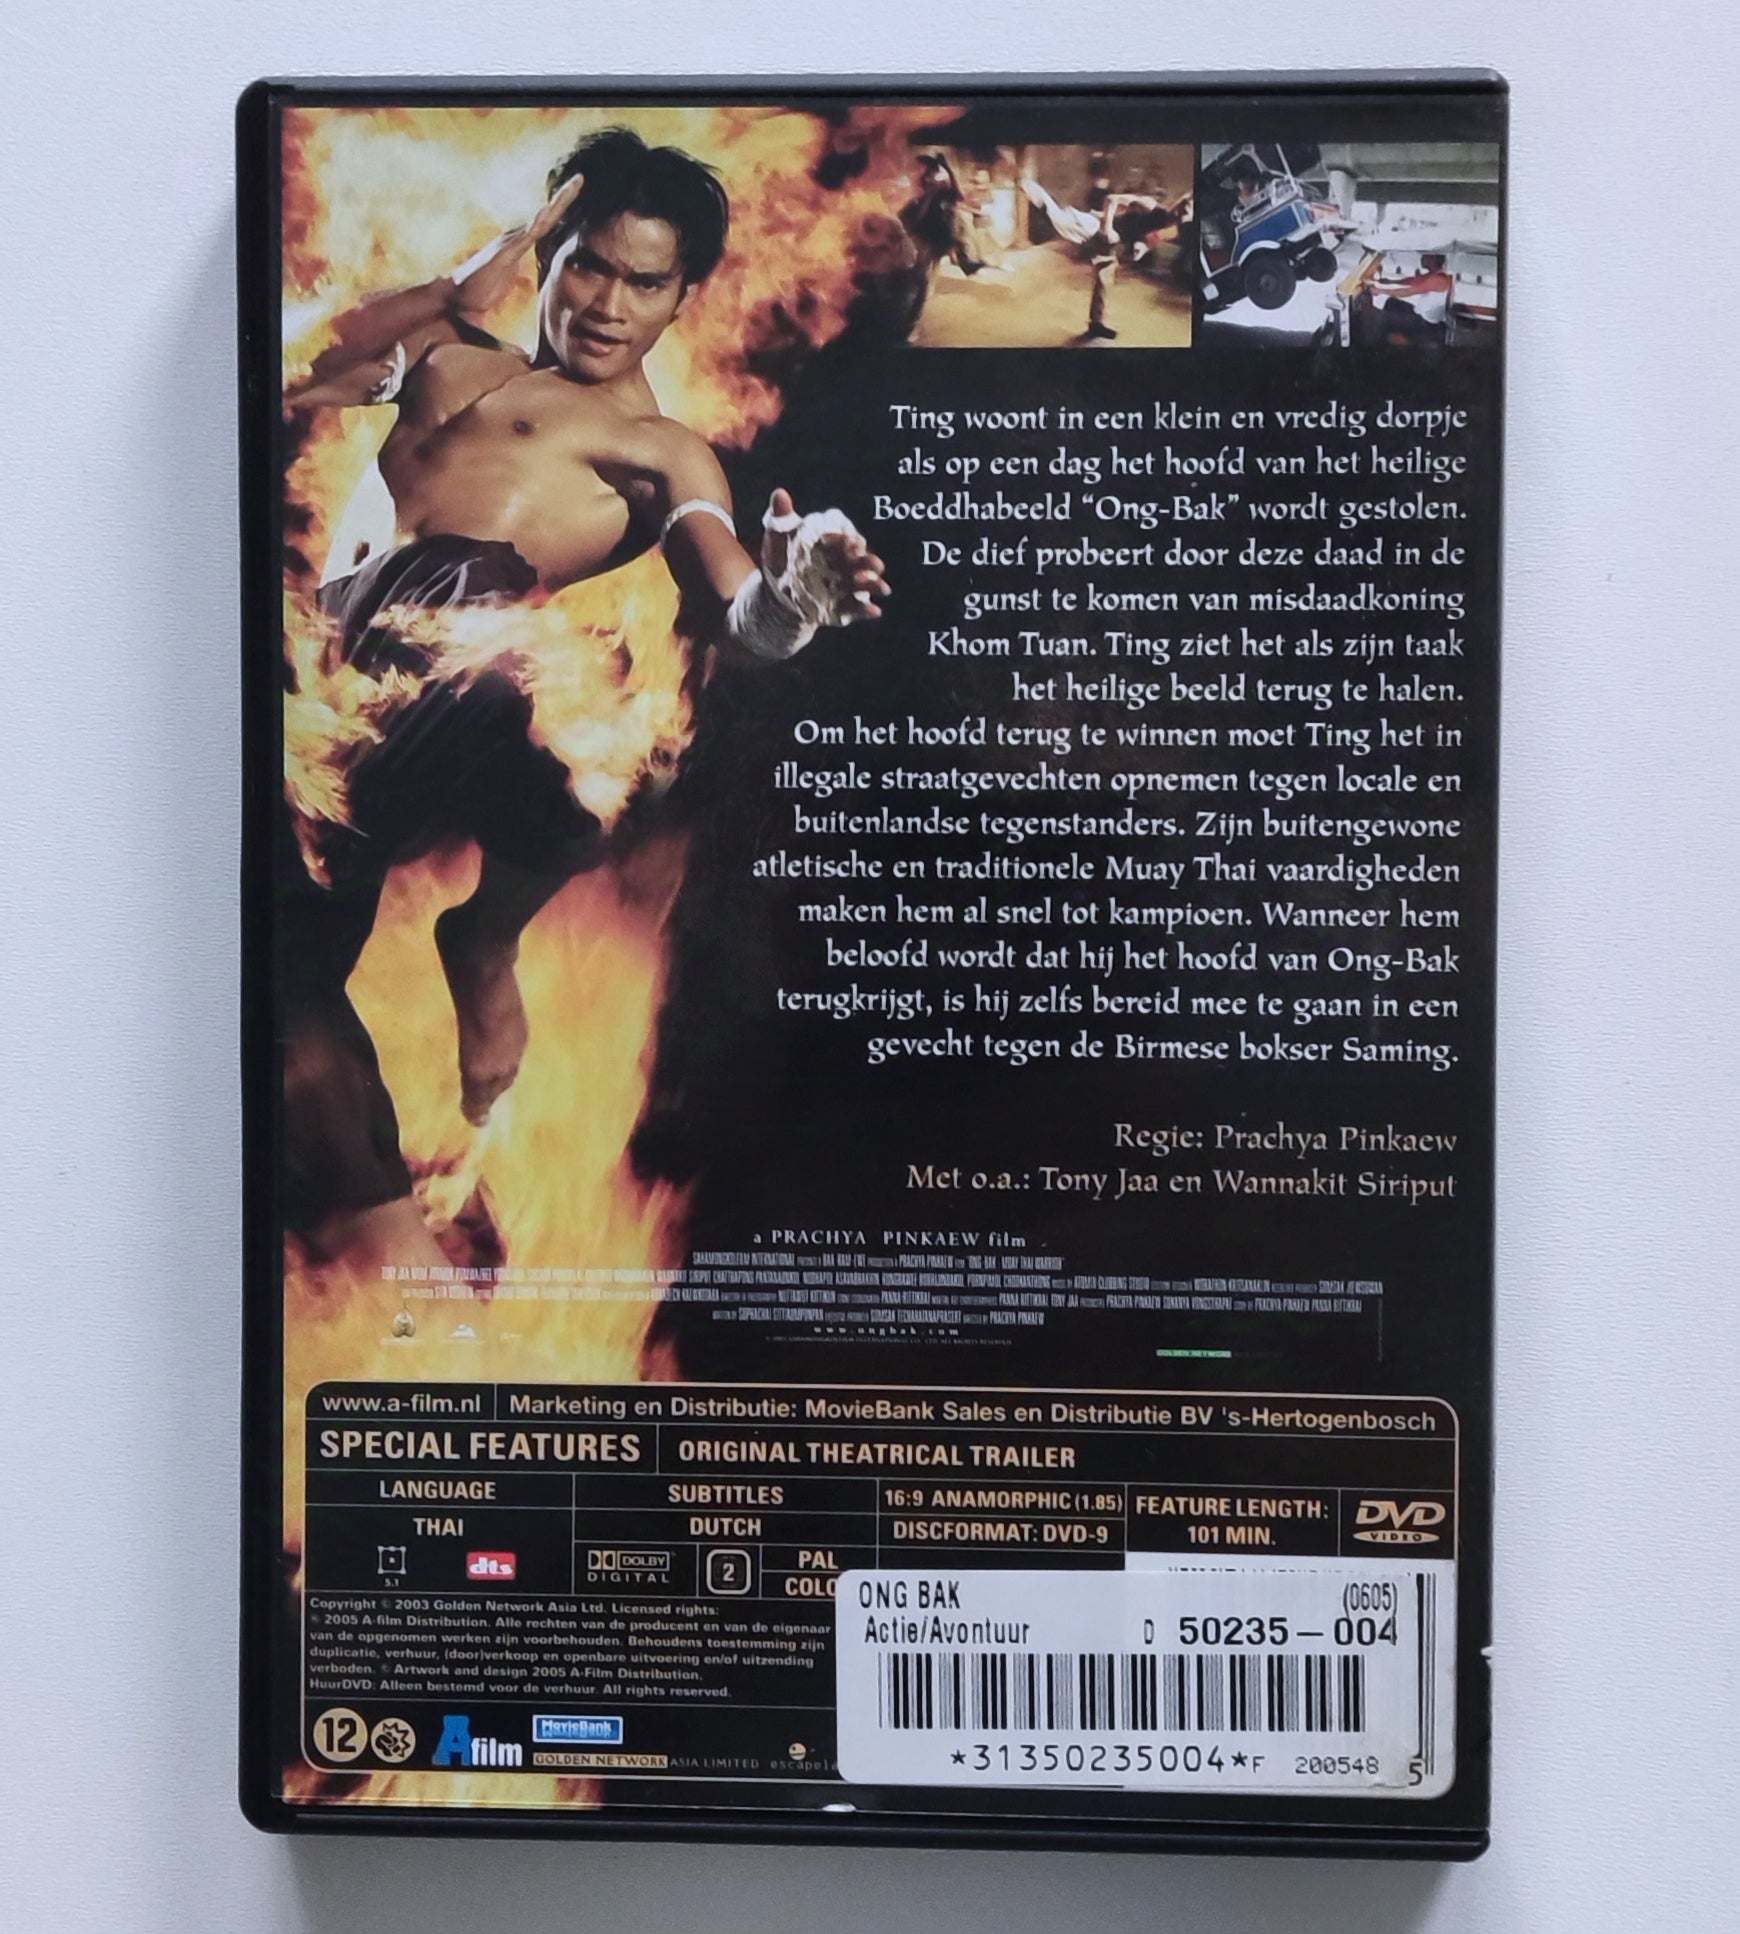 Ting woont in een klein en vredig dorpje
als op een dag het hoofd van het heilige
Boeddhabeeld “Ong-Bak” wordt gestolen.
De dief probeert door deze daad in de
gunst te komen van misdaadkoning
Khom Tuan. Ting ziet het als zijn taak
het heilige beeld terug te halen.
Om het hoofd terug te winnen moet Ting het in
illegale straatgevechten opnemen tegen locale en
buitenlandse tegenstanders. Zijn buitengewone
atletische en traditionele Muay Thai vaardigheden
maken hem al snel tot kampioen. Wanneer hem
beloofd wordt dat hij het hoofd van Ong-Bak
terugkrijgt, is hij zelfs bereid mee te gaan in een
gevecht tegen de Birmese bokser Saming.
Regie: Prachya Pinkaew
Met o.a.: Tony Jaa en Wannakit Siriput
a PRACHYA PINKAEW film
www.ongbak.com
GOLDEN NETWORK
www.a-film.nl
Marketing en Distributie: MovieBank Sales en Distributie BV 's-Hertogenbosch
SPECIAL FEATURES
ORIGINAL THEATRICAL TRAILER
LANGUAGE
THAI
5.1
dts
SUBTITLES
DUTCH
DOLBY
DIGITAL
2
PAL
COLO
16:9 ANAMORPHIC (1.85)
DISCFORMAT: DVD-9
FEATURE LENGTH:
101 MIN.
DVD
VIDEO
Copyright © 2003 Golden Network Asia Ltd. Licensed rights:
© 2005 A-film Distribution. Alle rechten van de producent en van de eigenaar
van de opgenomen werken zijn voorbehouden. Behoudens toestemming zijn
duplicatie, verhuur, (door)verkoop en openbare uitvoering en/of uitzending
verboden. © Artwork and design 2005 A-Film Distribution.
HuurDVD: Alleen bestemd voor de verhuur. All rights reserved.
12
A film
MovieBank
GOLDEN NETWORK ASIA LIMITED
escape
ONG BAK (0605)
Actie/Avontuur D 50235-004
*31350235004*F 200548 5